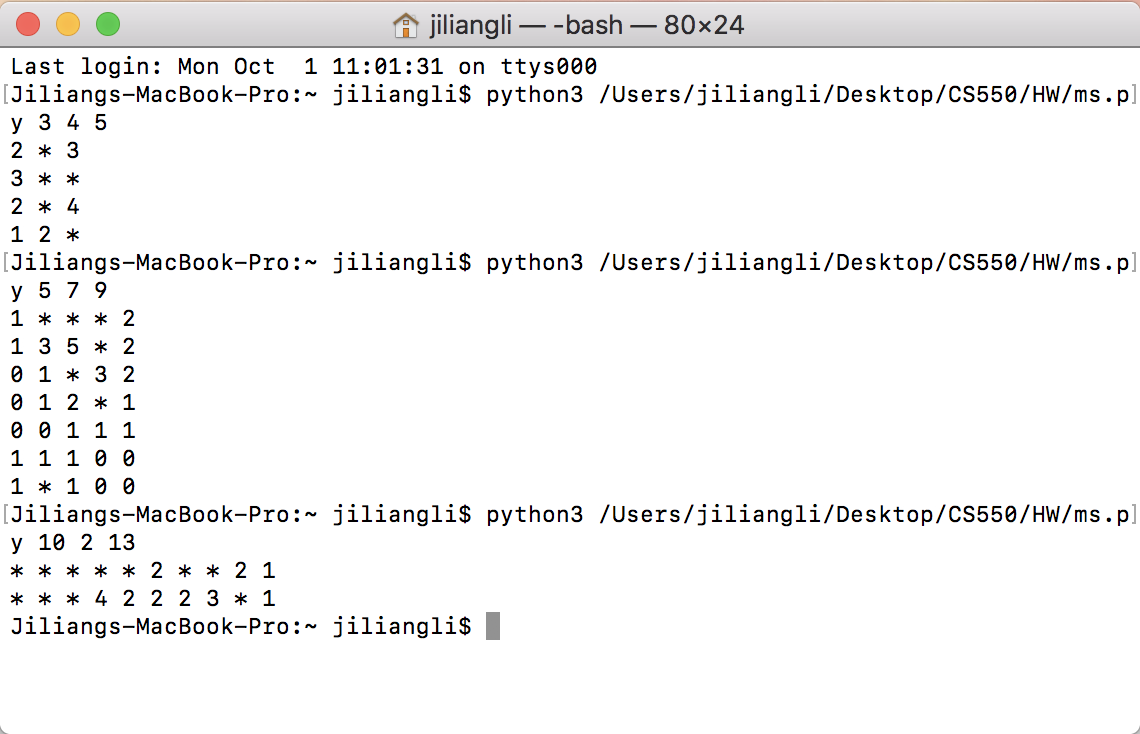 jiliangli — -bash — 80×24
Last login: Mon Oct  1 11:01:31 on ttys000
[Jiliangs-MacBook-Pro:~ jiliangli$ python3 /Users/jiliangli/Desktop/CS550/HW/ms.p]
y 3 4 5
2 * 3
3 * *
2 * 4
1 2 *
[Jiliangs-MacBook-Pro:~ jiliangli$ python3 /Users/jiliangli/Desktop/CS550/HW/ms.p]
y 5 7 9
1 * * * 2
1 3 5 * 2
0 1 * 3 2
0 1 2 * 1
0 0 1 1 1
1 1 1 0 0
1 * 1 0 0
[Jiliangs-MacBook-Pro:~ jiliangli$ python3 /Users/jiliangli/Desktop/CS550/HW/ms.p]
y 10 2 13
* * * * * 2 * * 2 1
* * * 4 2 2 2 3 * 1
Jiliangs-MacBook-Pro:~ jiliangli$